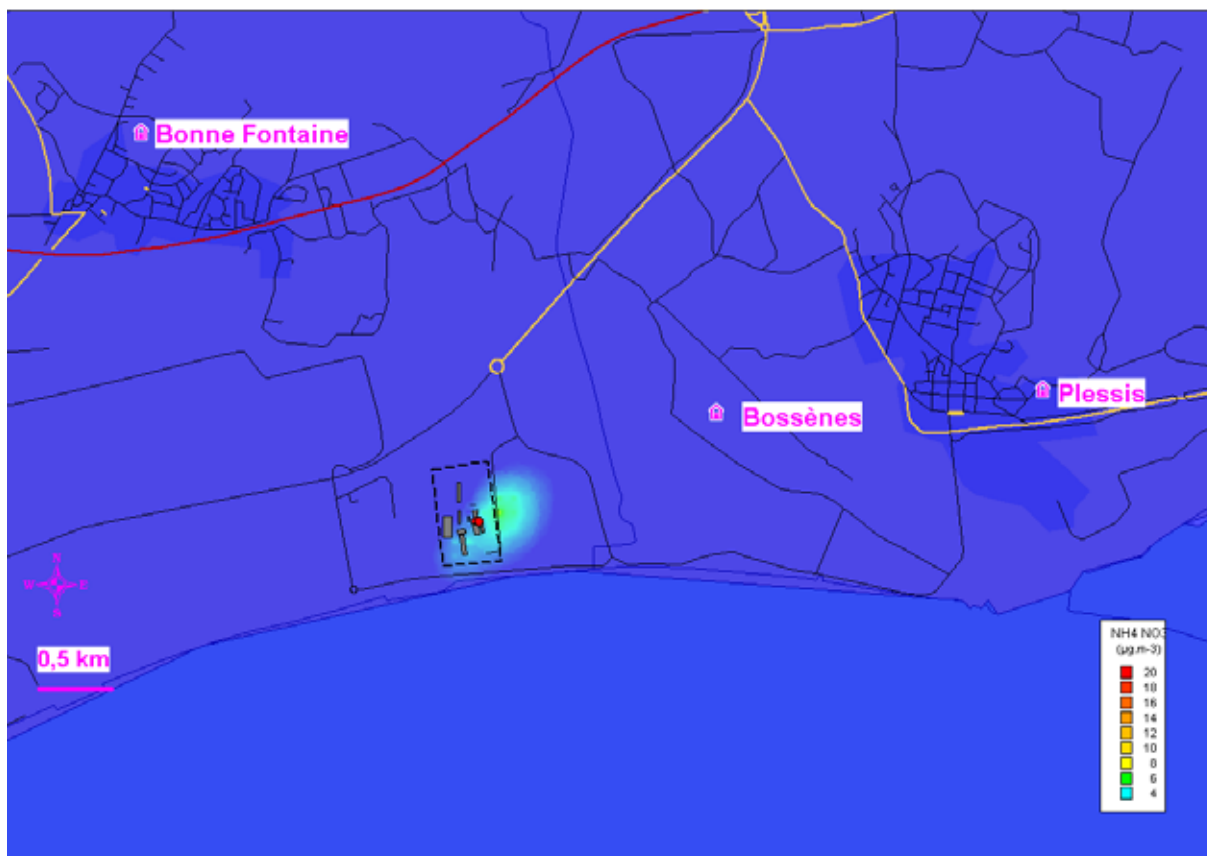 Bonne Fontaine
Plessis
Bossènes
N
W E
S
0,5 km
NH4 NO3
(µg.m-3)
20
18
16
14
12
10
8
6
4